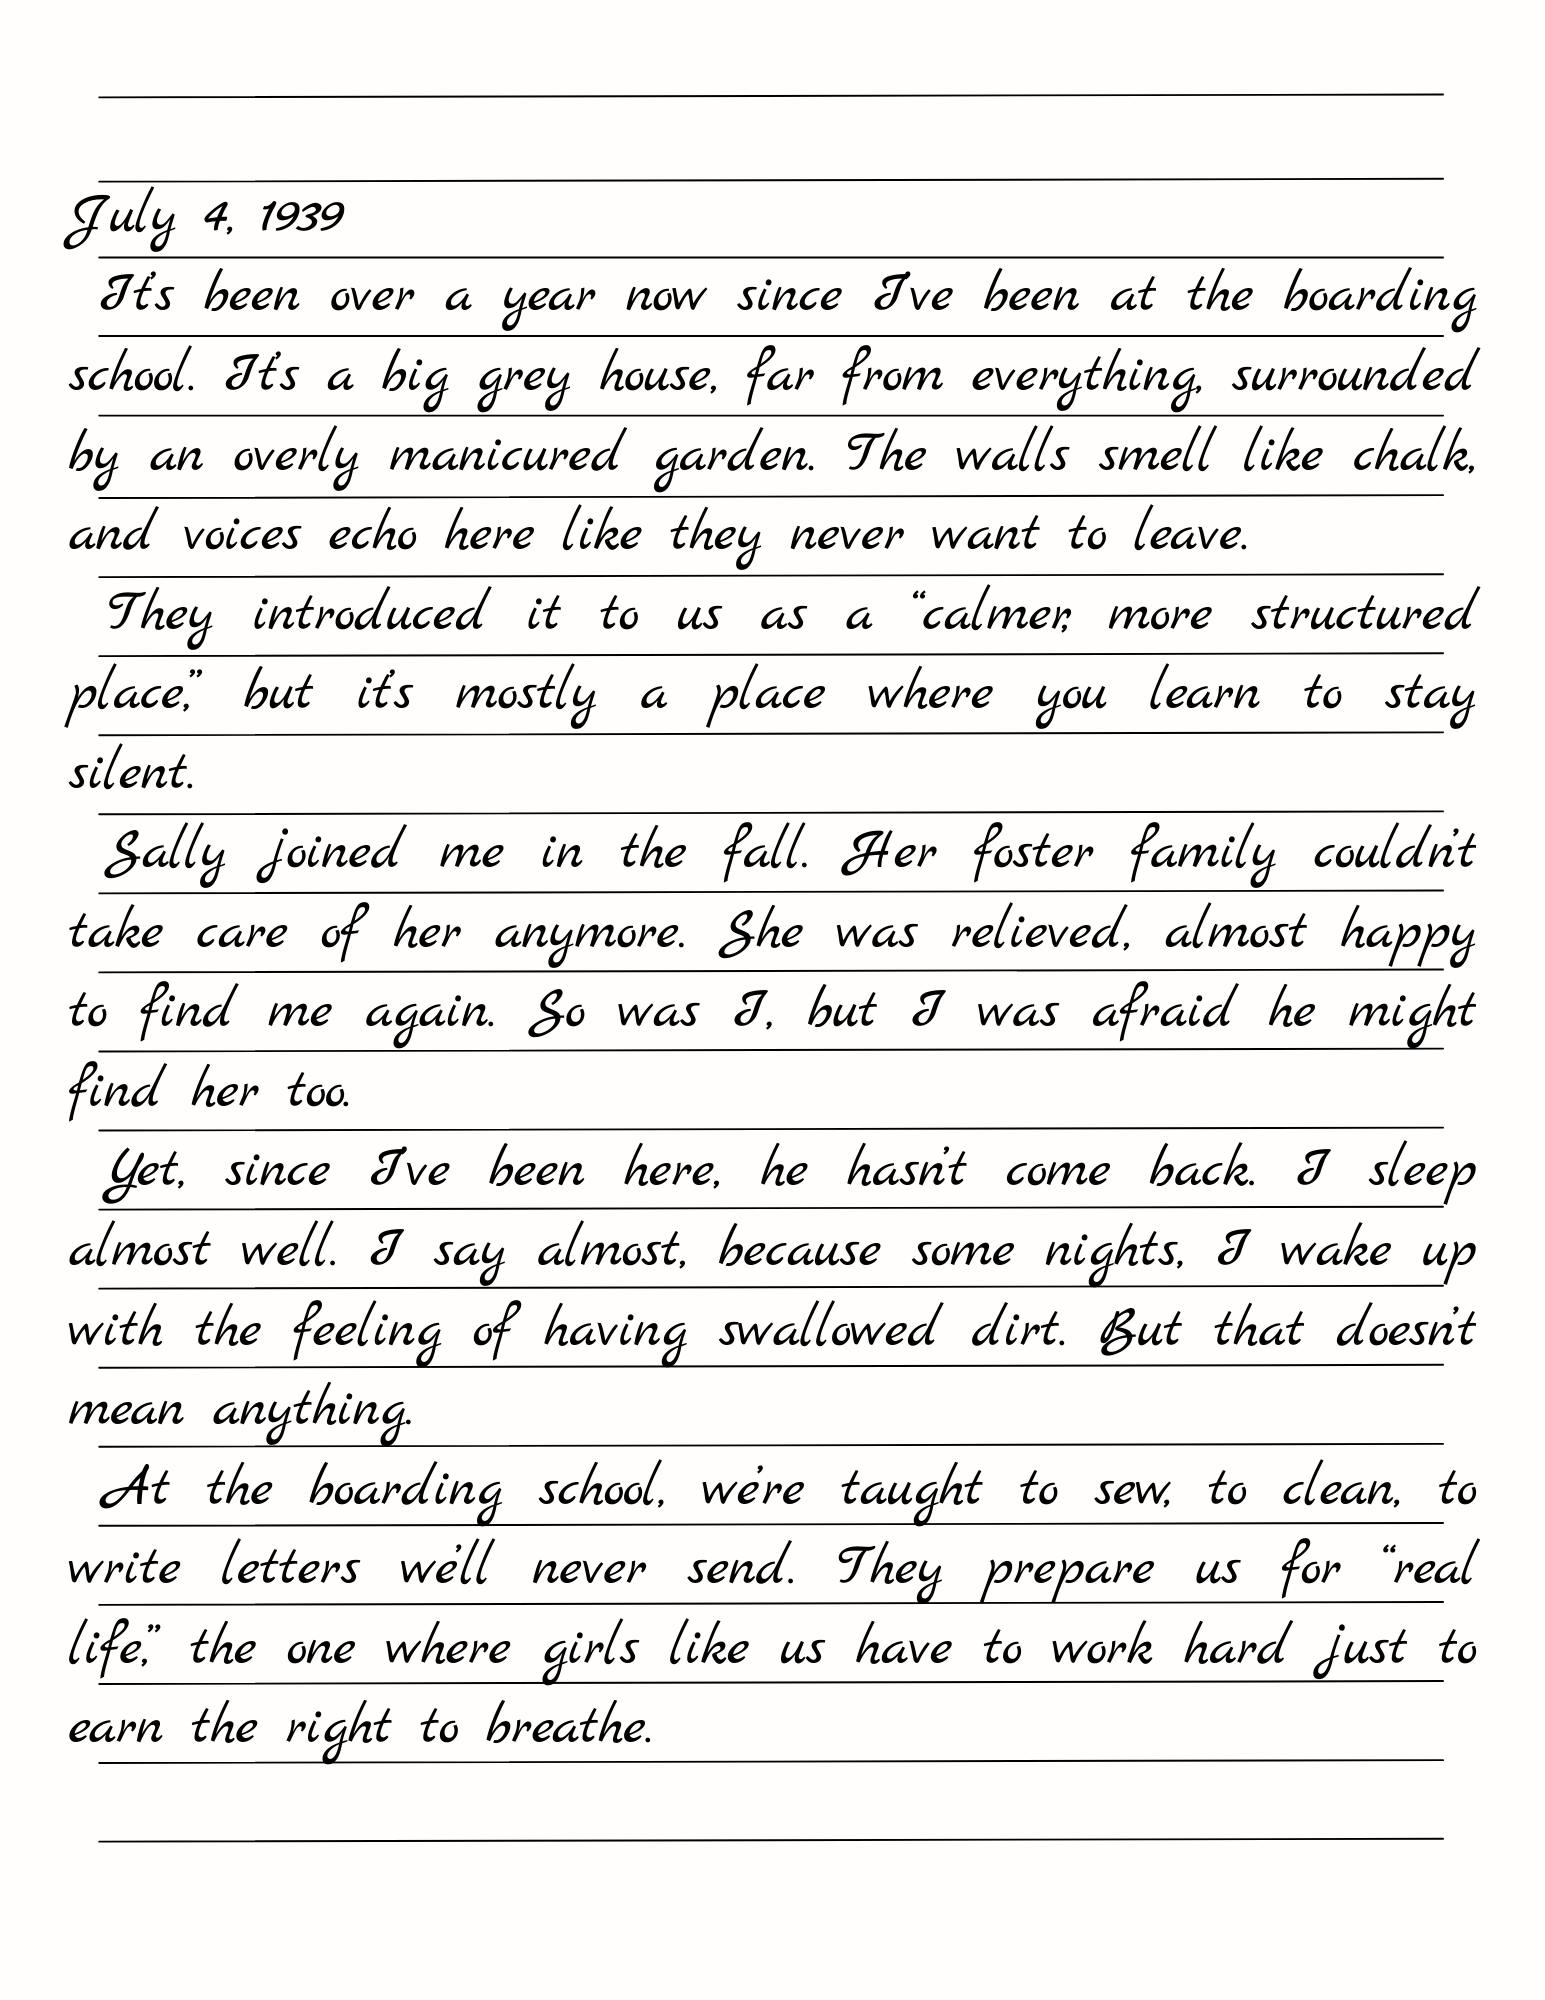 July 4, 1939
It's been over a year now since I've been at the boarding
school. It's a big grey house, far from everything, surrounded
by an overly manicured garden. The walls smell like chalk,
and voices echo here like they never want to leave.
They introduced it to us as a “calmer, more structured
place,” but it's mostly a place where you learn to stay
silent.
Sally joined me in the fall. Her foster family couldn't
take care of her anymore. She was relieved, almost happy
to find me again. So was I, but I was afraid he might
find her too.
Yet, since I've been here, he hasn't come back. I sleep
almost well. I say almost, because some nights, I wake up
with the feeling of having swallowed dirt. But that doesn't
mean anything.
At the boarding school, we're taught to sew, to clean, to
write letters we'll never send. They prepare us for “real
life,” the one where girls like us have to work hard just to
earn the right to breathe.